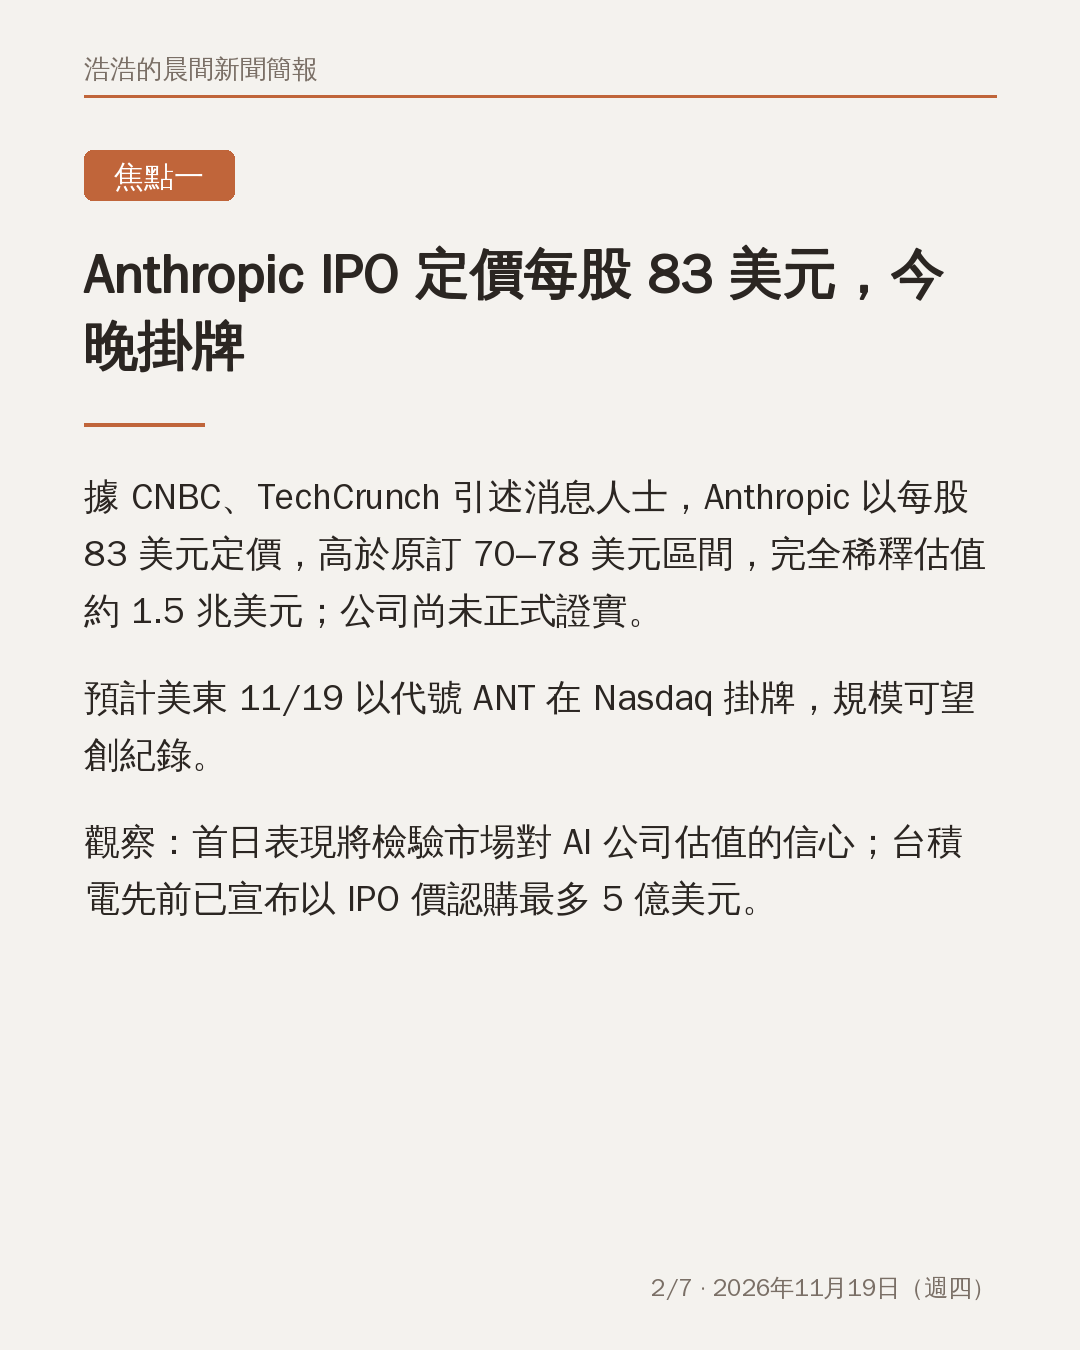 浩浩的晨間新聞簡報
焦點一
Anthropic IPO 定價每股 83 美元，今
晚掛牌
據 CNBC、TechCrunch 引述消息人士，Anthropic 以每股
83 美元定價，高於原訂 70–78 美元區間，完全稀釋估值
約 1.5 兆美元；公司尚未正式證實。
預計美東 11/19 以代號 ANT 在 Nasdaq 掛牌，規模可望
創紀錄。
觀察：首日表現將檢驗市場對 AI 公司估值的信心；台積
電先前已宣布以 IPO 價認購最多 5 億美元。
2/7 · 2026年11月19日（週四）